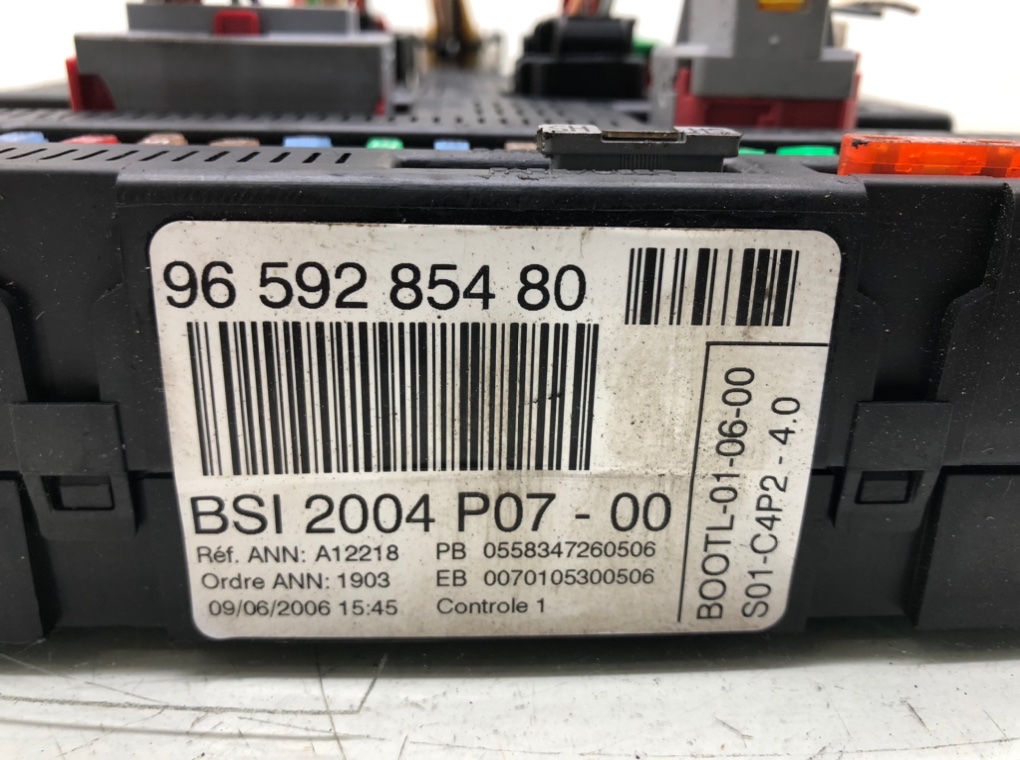 96 592 854 80
BSI 2004 P07 - 00
Réf. ANN: A12218 PB 0558347260506
Ordre ANN: 1903 EB 0070105300506
09/06/2006 15:45 Controle 1
BOOTL-01-06-00
S01-C4P2 - 4.0